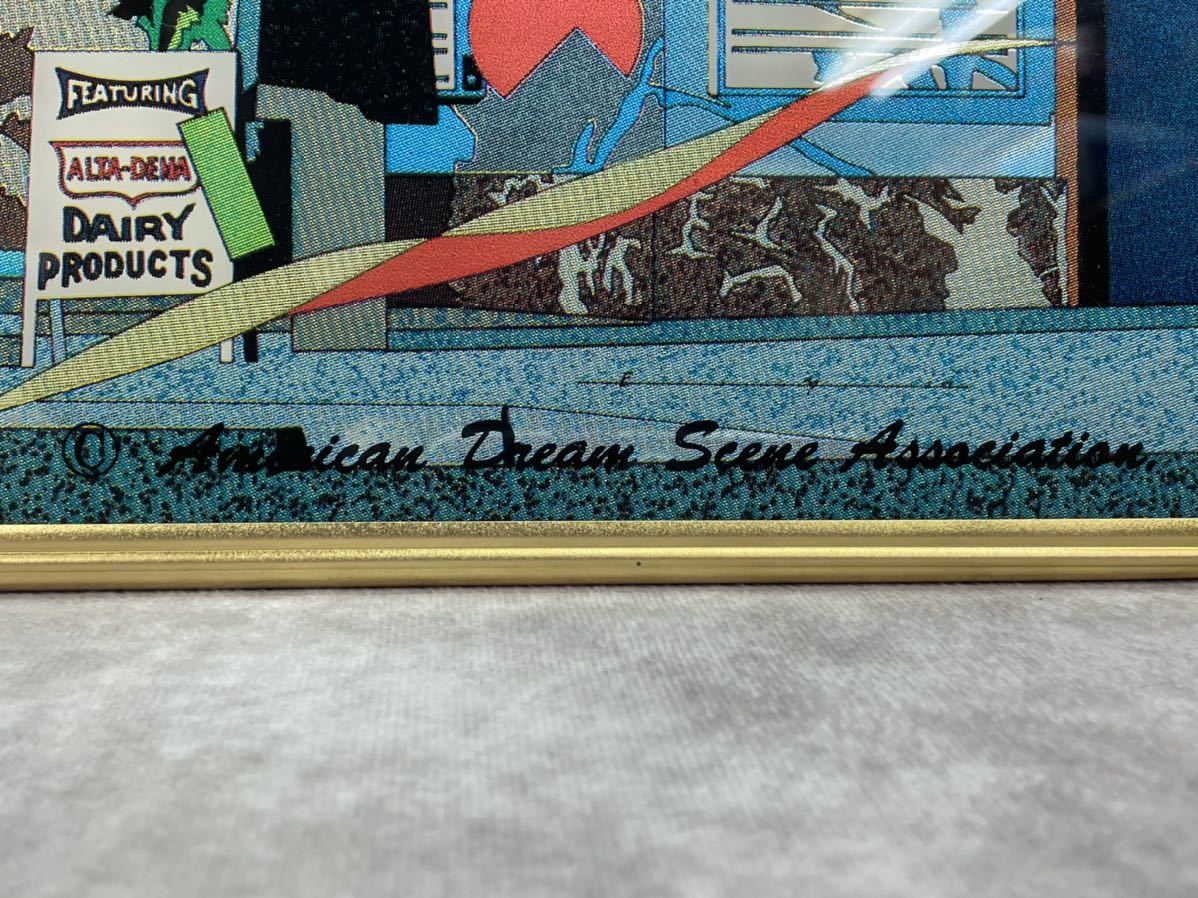 FEATURING
ALTA-DENA
DAIRY
PRODUCTS
© American Dream Scene Association.